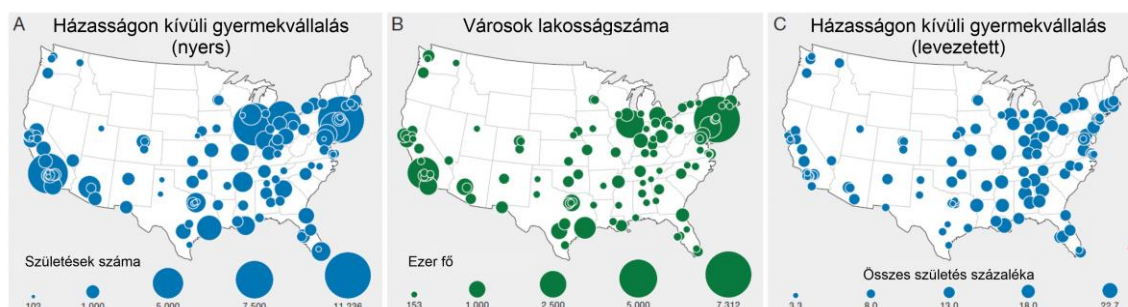 A
Házasságon kívüli gyermekvállalás
(nyers)
Születések száma
102 1.000 5.000 7.500 11.236
B
Városok lakosságszáma
Ezer fő
153 1.000 2.500 5.000 7.312
C
Házasságon kívüli gyermekvállalás
(levezetett)
Összes születés százaléka
3.3 8.0 13.0 18.0 22.7